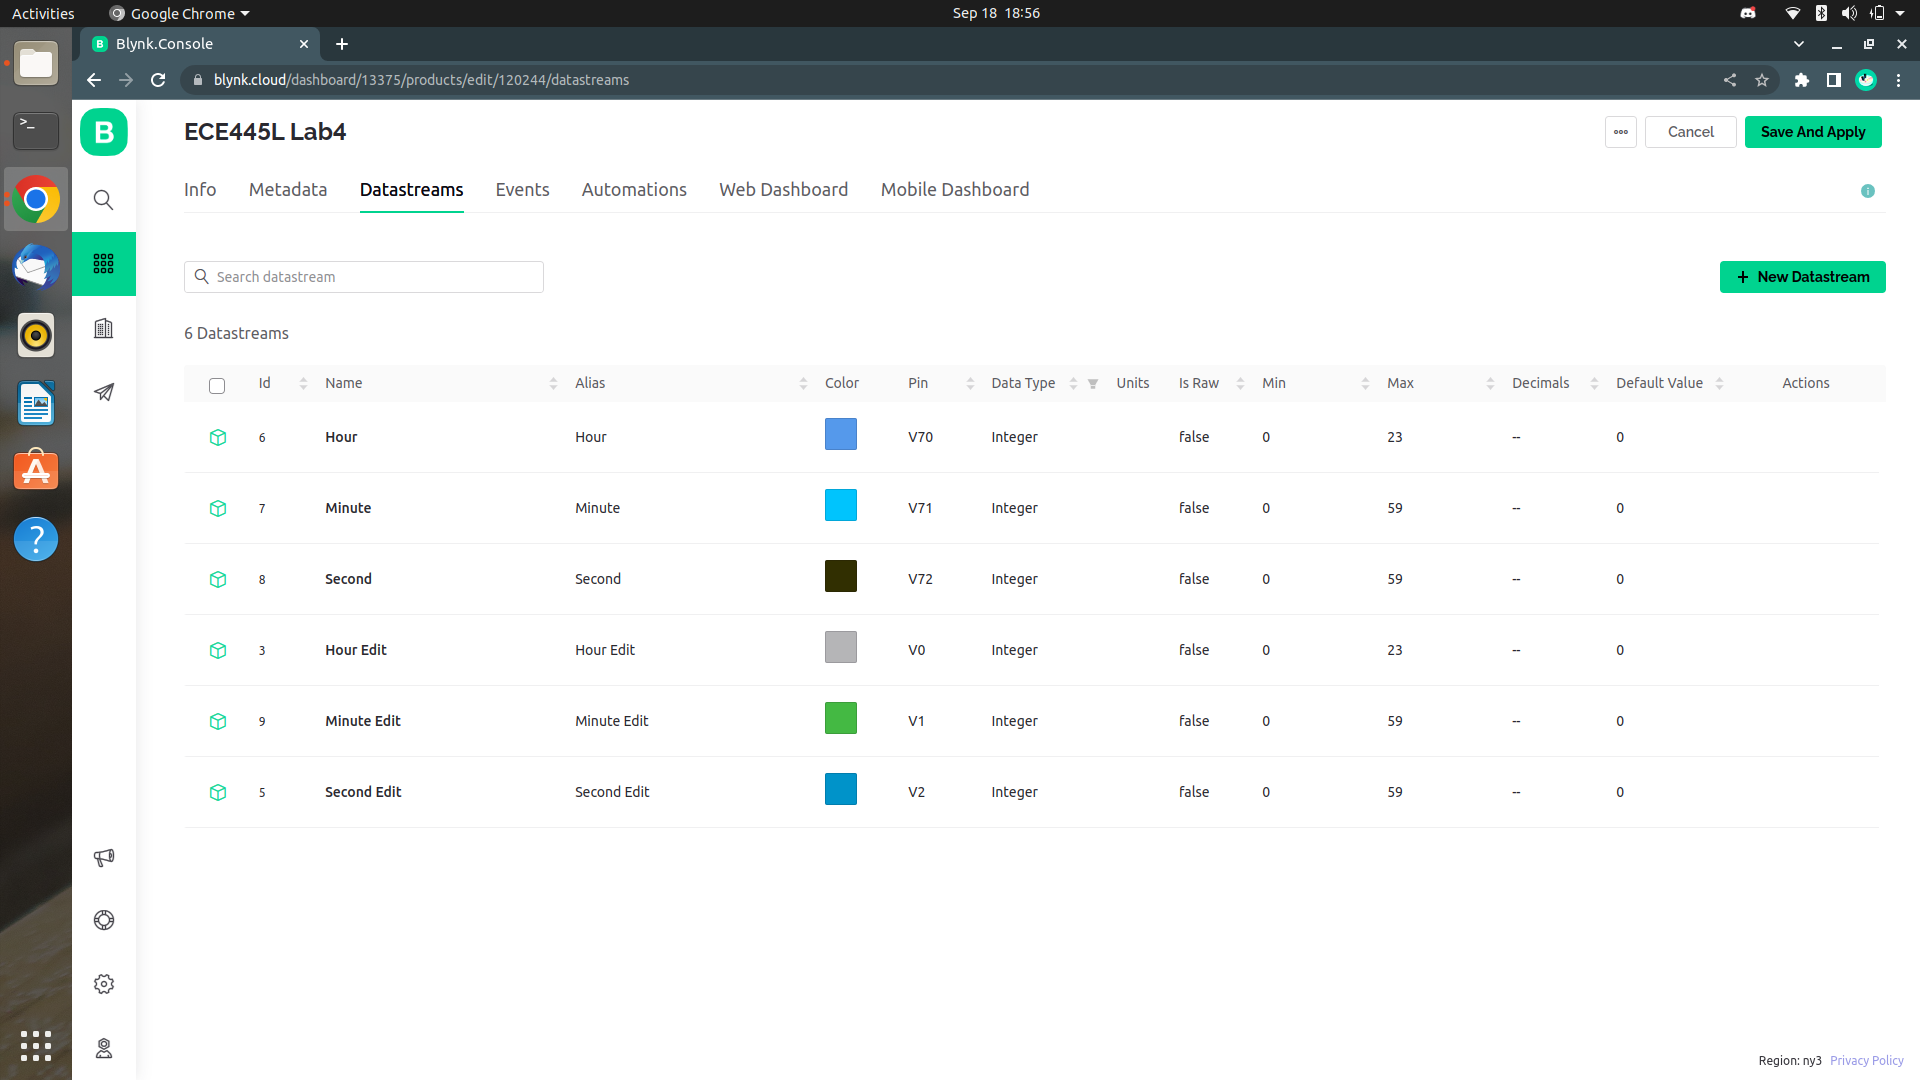 Activities Google Chrome Sep 18 18:56
B Blynk.Console
blynk.cloud/dashboard/13375/products/edit/120244/datastreams
B ECE445L Lab4 Cancel Save And Apply
Info Metadata Datastreams Events Automations Web Dashboard Mobile Dashboard
Search datastream + New Datastream
6 Datastreams
Id Name Alias Color Pin Data Type Units Is Raw Min Max Decimals Default Value Actions
6 Hour Hour V70 Integer false 0 23 -- 0
7 Minute Minute V71 Integer false 0 59 -- 0
8 Second Second V72 Integer false 0 59 -- 0
3 Hour Edit Hour Edit V0 Integer false 0 23 -- 0
9 Minute Edit Minute Edit V1 Integer false 0 59 -- 0
5 Second Edit Second Edit V2 Integer false 0 59 -- 0
Region: ny3 Privacy Policy